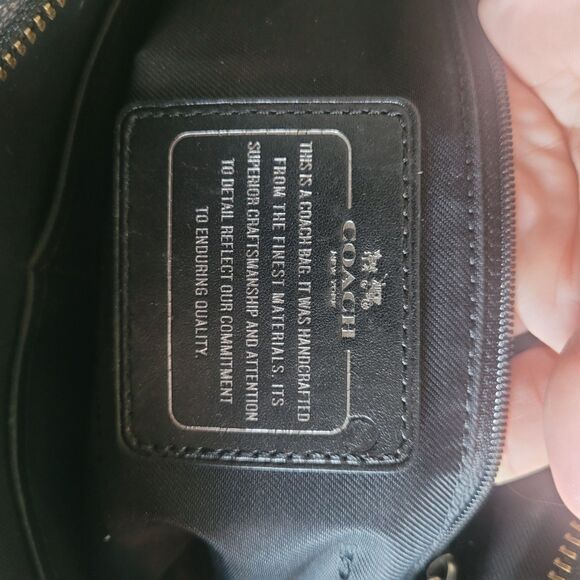 COACH
NEW YORK
THIS IS A COACH BAG. IT WAS HANDCRAFTED
FROM THE FINEST MATERIALS. ITS
SUPERIOR CRAFTSMANSHIP AND ATTENTION
TO DETAIL REFLECT OUR COMMITMENT
TO ENDURING QUALITY.